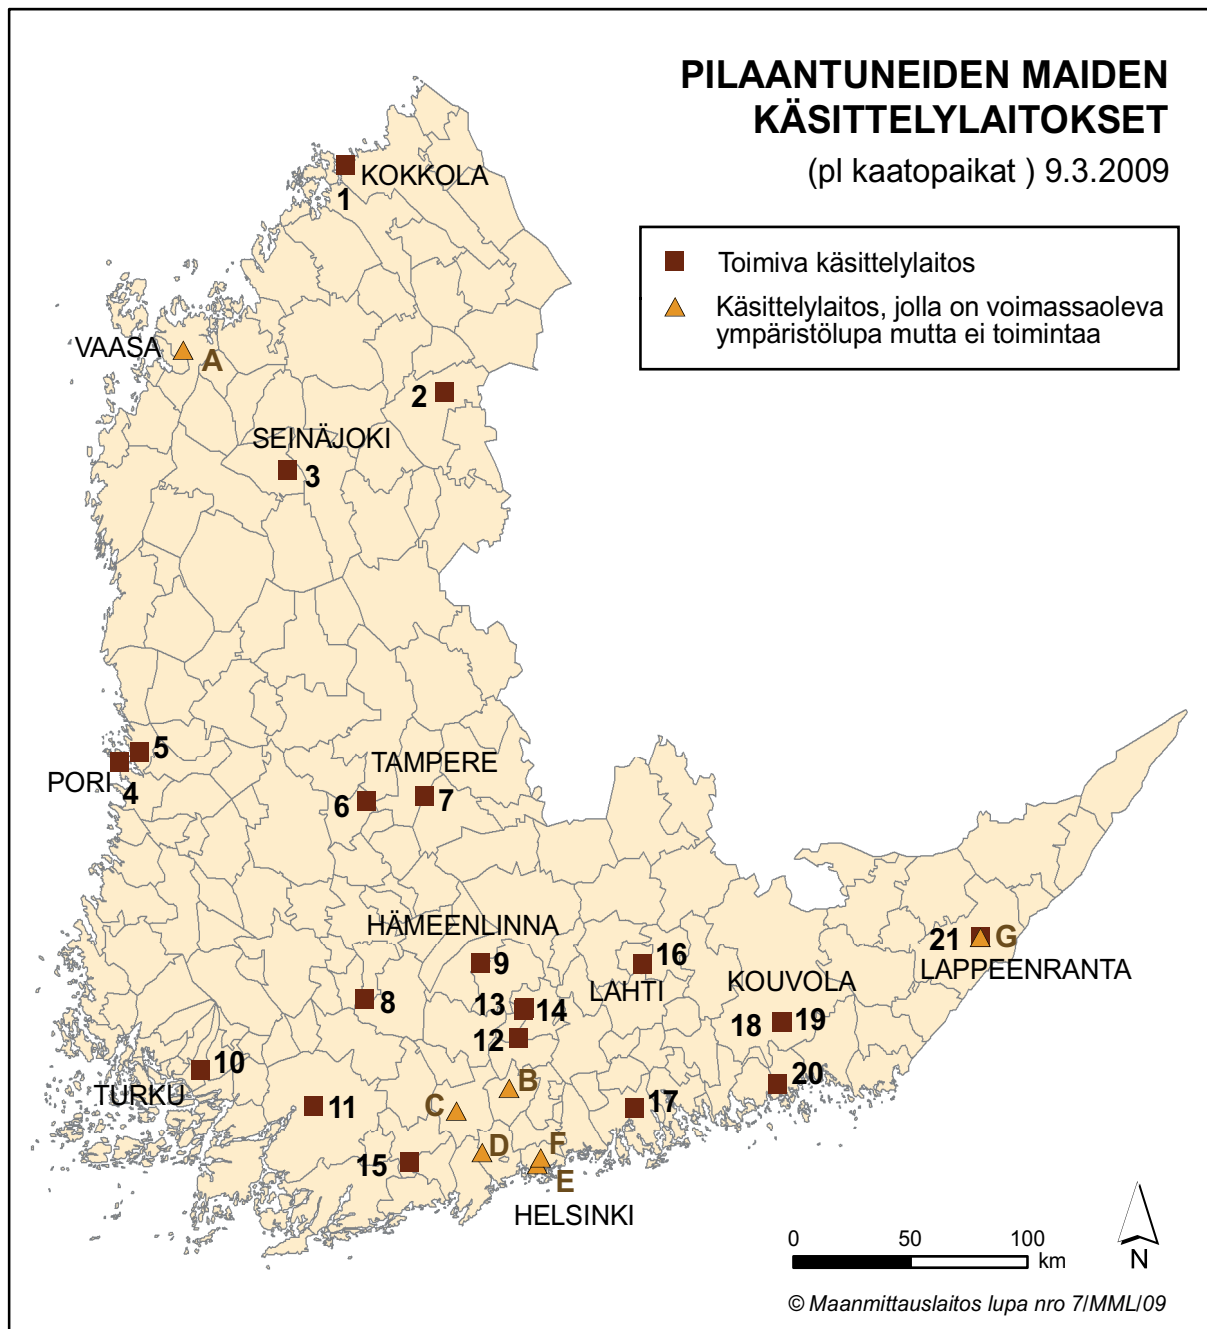 PILAANTUNEIDEN MAIDEN
KÄSITTELYLAITOKSET
(pl kaatopaikat ) 9.3.2009
Toimiva käsittelylaitos
Käsittelylaitos, jolla on voimassaoleva
ympäristölupa mutta ei toimintaa
KOKKOLA
1
VAASA
A
2
SEINÄJOKI
3
5
PORI
4
TAMPERE
6
7
HÄMEENLINNA
9
16
LAHTI
KOUVOLA
21
G
LAPPEENRANTA
8
13
14
12
18
19
10
TURKU
11
B
C
20
17
15
D
F
E
HELSINKI
0
50
100
km
N
© Maanmittauslaitos lupa nro 7/MML/09